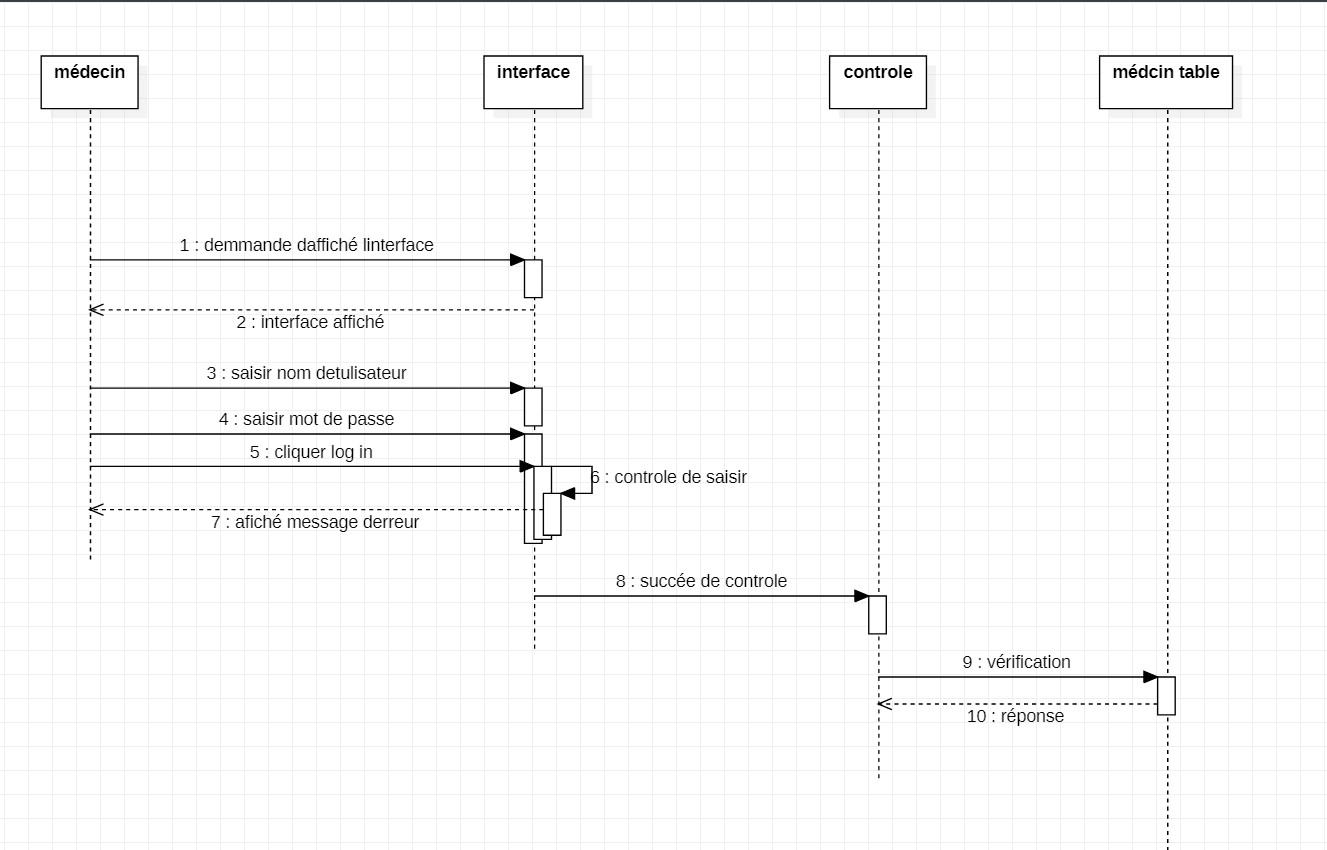 médecin
interface
controle
médcin table
1 : demmande daffiché linterface
2 : interface affiché
3 : saisir nom detulisateur
4 : saisir mot de passe
5 : cliquer log in
6 : controle de saisir
7 : afiché message derreur
8 : succée de controle
9 : vérification
10 : réponse